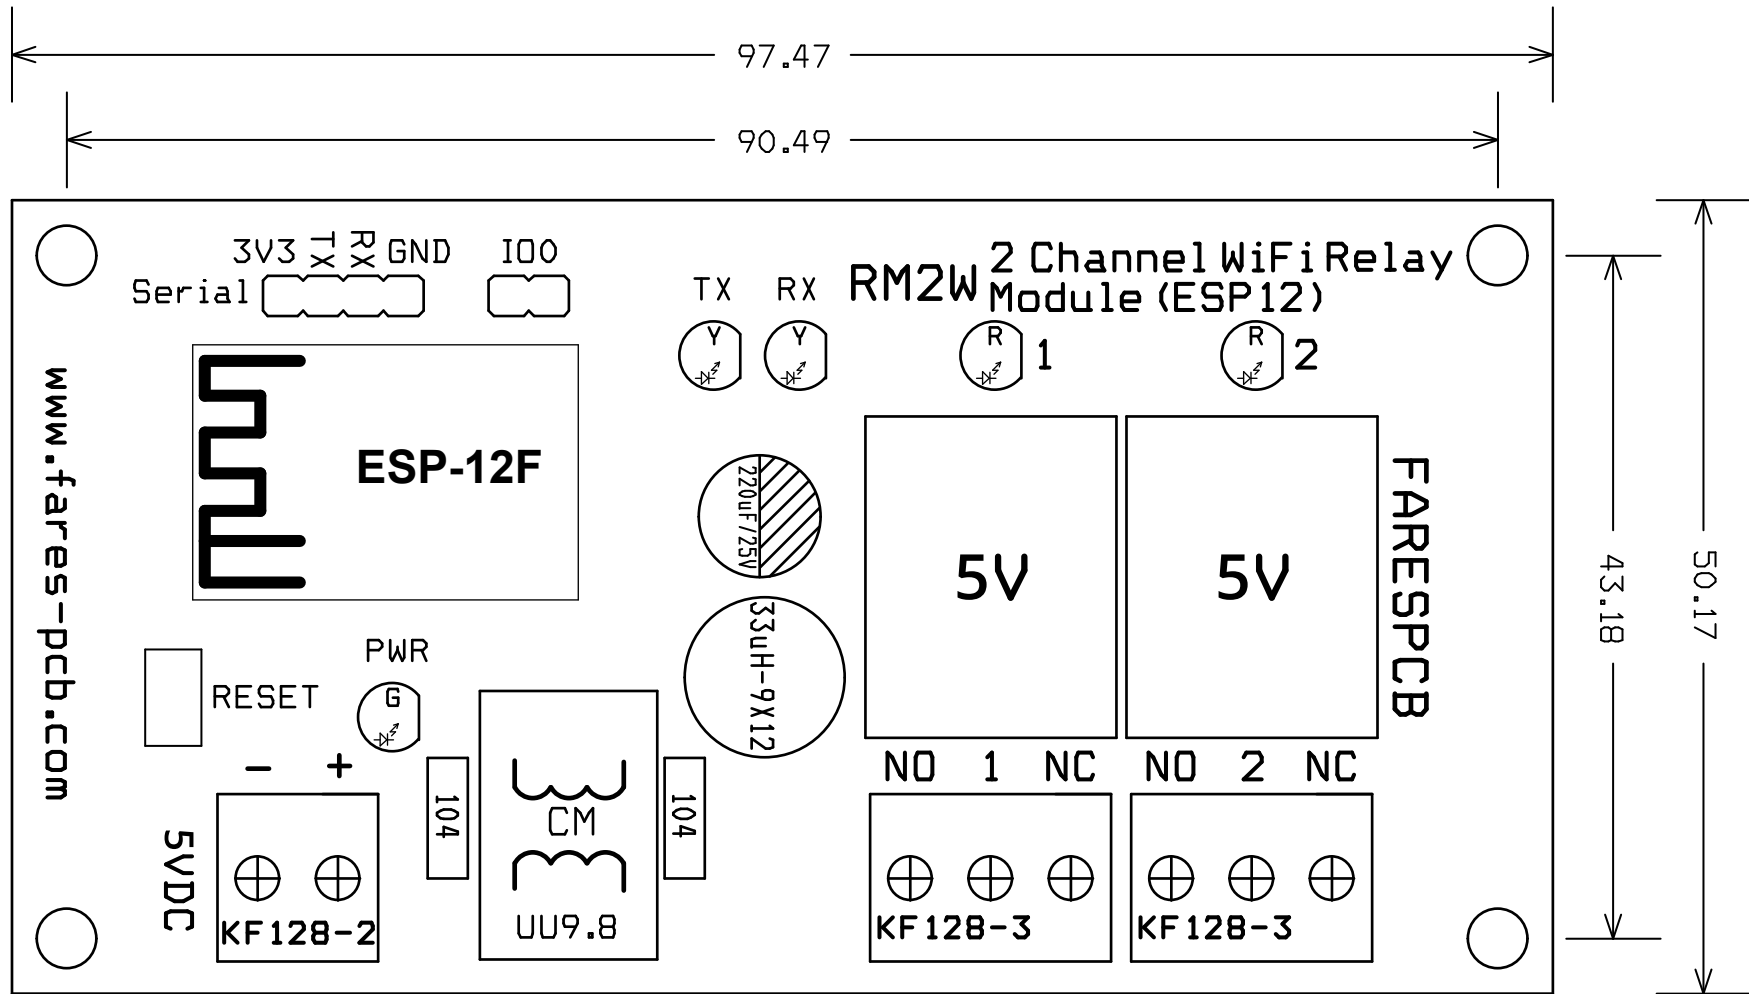 97.47
90.49
3V3 TX RX GND
IO0
Serial
TX RX
RM2W
2 Channel WiFi Relay
Module (ESP12)
Y
Y
R
1
R
2
www.fares-pcb.com
ESP-12F
220uF/25V
33uH-9X12
5V
5V
FARESPCB
43.18
50.17
PWR
G
RESET
- +
NO 1 NC
NO 2 NC
104
CM
104
5VDC
KF128-2
UU9.8
KF128-3
KF128-3